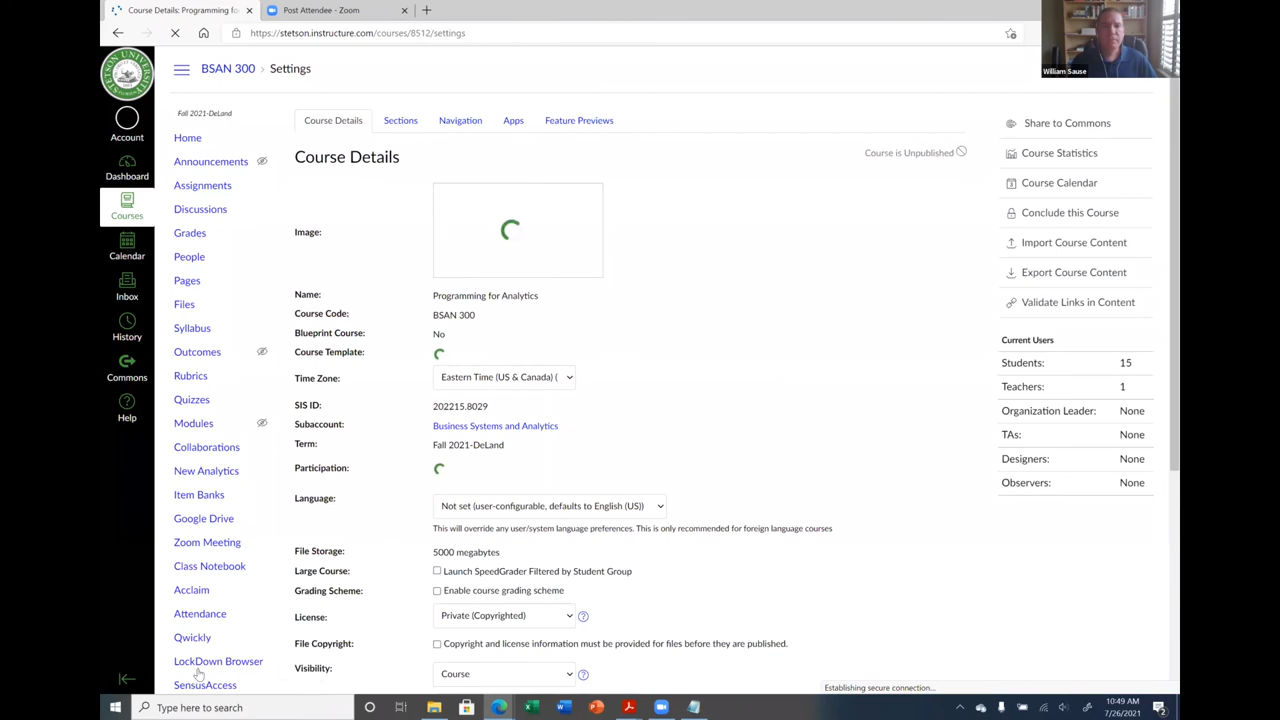 Course Details: Programming for
Post Attendee - Zoom
https://stetson.instructure.com/courses/8512/settings
William Sause
BSAN 300 > Settings
Account
Dashboard
Courses
Calendar
Inbox
History
Commons
Help
Fall 2021-DeLand
Home
Announcements
Assignments
Discussions
Grades
People
Pages
Files
Syllabus
Outcomes
Rubrics
Quizzes
Modules
Collaborations
New Analytics
Item Banks
Google Drive
Zoom Meeting
Class Notebook
Acclaim
Attendance
Qwickly
LockDown Browser
SensusAccess
Course Details
Sections
Navigation
Apps
Feature Previews
Course Details
Course is Unpublished
Image:
Name: Programming for Analytics
Course Code: BSAN 300
Blueprint Course: No
Course Template:
Time Zone: Eastern Time (US & Canada) (
SIS ID: 202215.8029
Subaccount: Business Systems and Analytics
Term: Fall 2021-DeLand
Participation:
Language: Not set (user-configurable, defaults to English (US))
This will override any user/system language preferences. This is only recommended for foreign language courses
File Storage: 5000 megabytes
Large Course: Launch SpeedGrader Filtered by Student Group
Grading Scheme: Enable course grading scheme
License: Private (Copyrighted)
File Copyright: Copyright and license information must be provided for files before they are published.
Visibility: Course
Share to Commons
Course Statistics
Course Calendar
Conclude this Course
Import Course Content
Export Course Content
Validate Links in Content
Current Users
Students: 15
Teachers: 1
Organization Leader: None
TAs: None
Designers: None
Observers: None
Establishing secure connection...
Type here to search
10:49 AM
7/26/2021
2